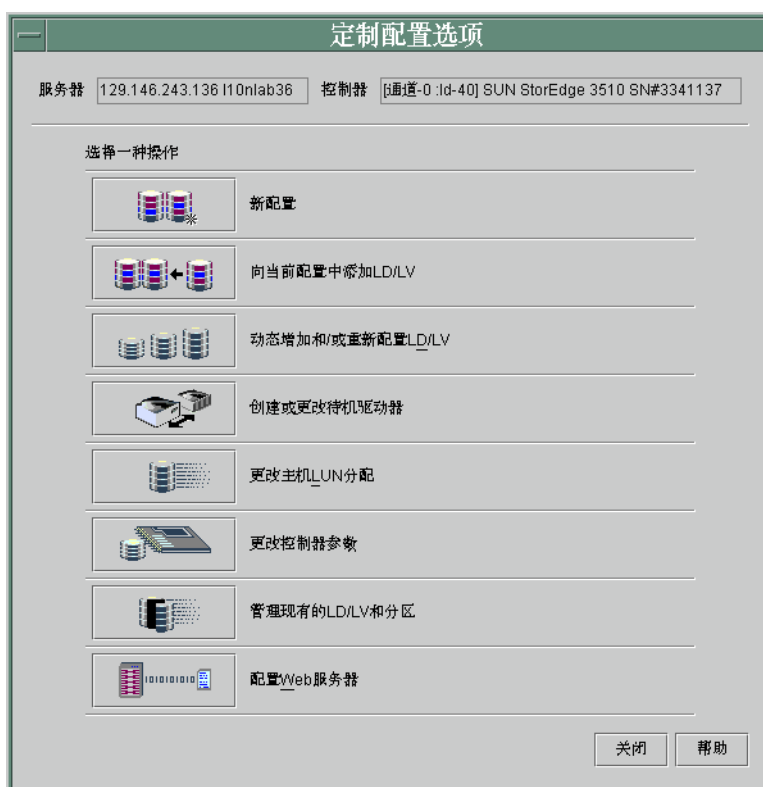 定制配置选项
服务器 129.146.243.136 l10nlab36 控制器 [通道-0 :Id-40] SUN StorEdge 3510 SN#3341137
选择一种操作
新配置
向当前配置中添加LD/LV
动态增加和/或重新配置LD/LV
创建或更改待机驱动器
更改主机LUN分配
更改控制器参数
管理现有的LD/LV和分区
配置Web服务器
关闭 帮助